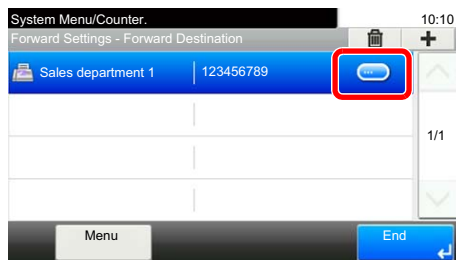 System Menu/Counter. 10:10
Forward Settings - Forward Destination
Sales department 1 123456789
1/1
Menu End